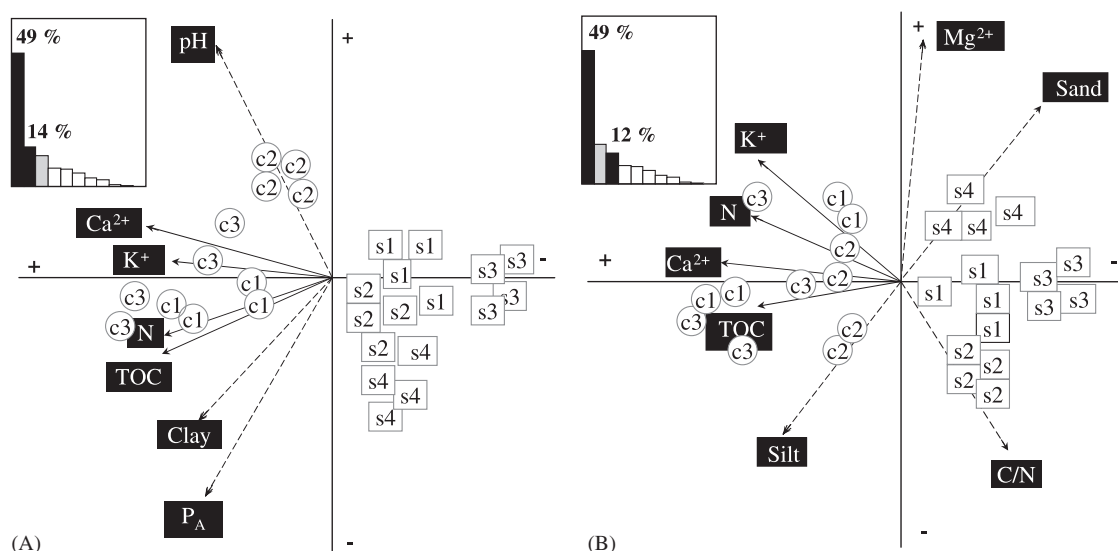 49 %
14 %
pH
+
c2
c2
c2
c2
Ca²⁺
c3
K⁺
c3
+
-
s1
s1
s3
s1
s3
c1
s2
s1
s3
c3
c1
c1
s2
s2
s3
c3
N
c1
TOC
s2
s4
s4
s4
s4
Clay
P_A
-
(A)
49 %
12 %
+
Mg²⁺
Sand
K⁺
N
c3
c1
c1
s4
s4
s4
s4
c2
Ca²⁺
+
-
c2
s1
s3
s3
c3
c1
c1
s1
s1
s3
s3
TOC
c3
c2
s1
c3
c2
s2
s2
s2
s2
Silt
C/N
-
(B)